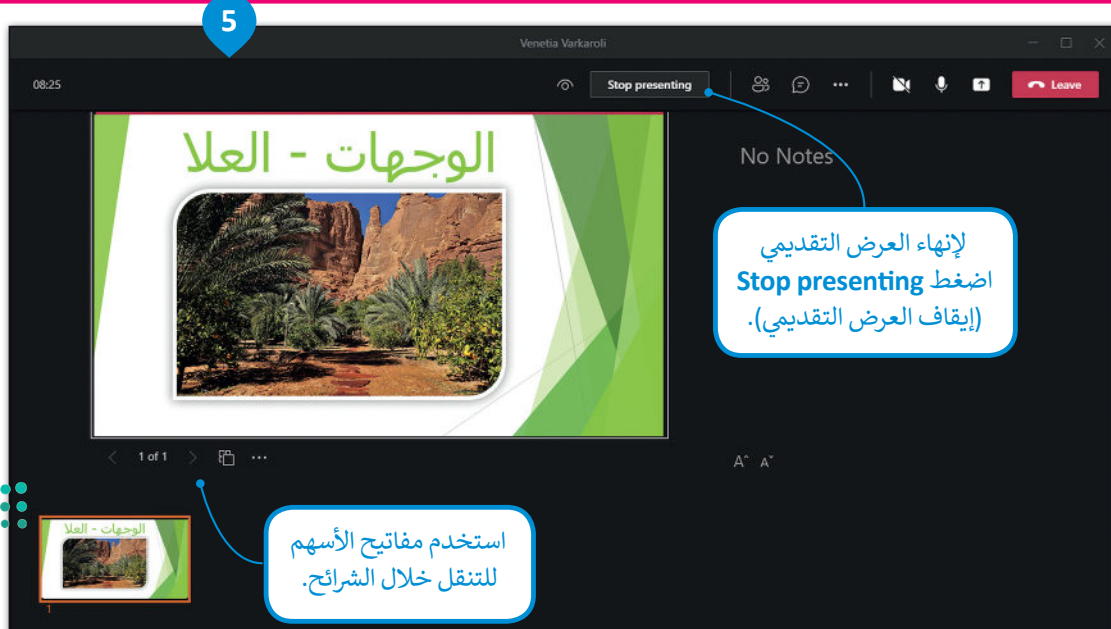 5
Venetia Varkaroli
08:25
Stop presenting
Leave
الوجهات - العلا
No Notes
لإنهاء العرض التقديمي
اضغط Stop presenting
(إيقاف العرض التقديمي).
1 of 1
A^ A˅
استخدم مفاتيح الأسهم
للتنقل خلال الشرائح.
الوجهات - العلا
1